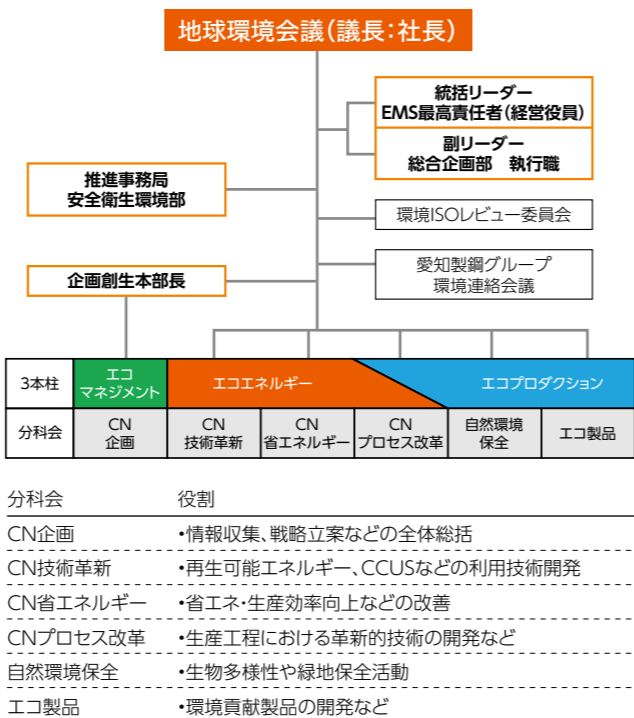 地球環境会議(議長:社長)
統括リーダー
EMS最高責任者(経営役員)
副リーダー
総合企画部 執行職
推進事務局
安全衛生環境部
環境ISOレビュー委員会
愛知製鋼グループ
環境連絡会議
企画創生本部長
3本柱
エコ
マネジメント
エコエネルギー
エコプロダクション
分科会
CN
企画
CN
技術革新
CN
省エネルギー
CN
プロセス改革
自然環境
保全
エコ製品
分科会 役割
CN企画 ・情報収集、戦略立案などの全体総括
CN技術革新 ・再生可能エネルギー、CCUSなどの利用技術開発
CN省エネルギー ・省エネ・生産効率向上などの改善
CNプロセス改革 ・生産工程における革新的技術の開発など
自然環境保全 ・生物多様性や緑地保全活動
エコ製品 ・環境貢献製品の開発など